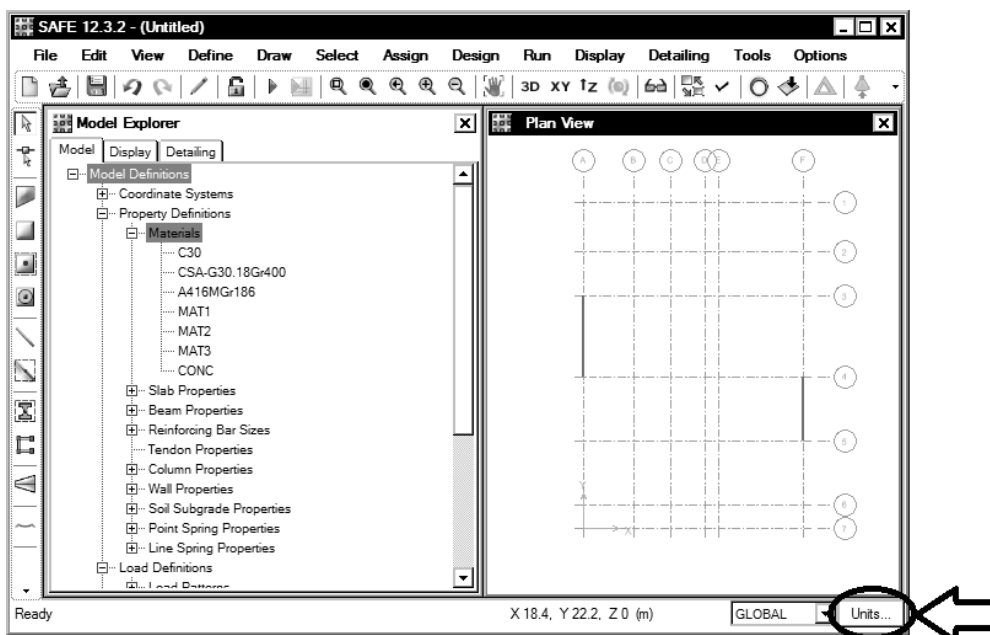 SAFE 12.3.2 - (Untitled)
File Edit View Define Draw Select Assign Design Run Display Detailing Tools Options
3D XY
Model Explorer
Model Display Detailing
Model Definitions
Coordinate Systems
Property Definitions
Materials
C30
CSA-G30.18Gr400
A416MGr186
MAT1
MAT2
MAT3
CONC
Slab Properties
Beam Properties
Reinforcing Bar Sizes
Tendon Properties
Column Properties
Wall Properties
Soil Subgrade Properties
Point Spring Properties
Line Spring Properties
Load Definitions
Load Patterns
Plan View
A B C D E F
1
2
3
4
5
6
7
Y
X
Ready X 18.4, Y 22.2, Z 0 (m) GLOBAL Units...